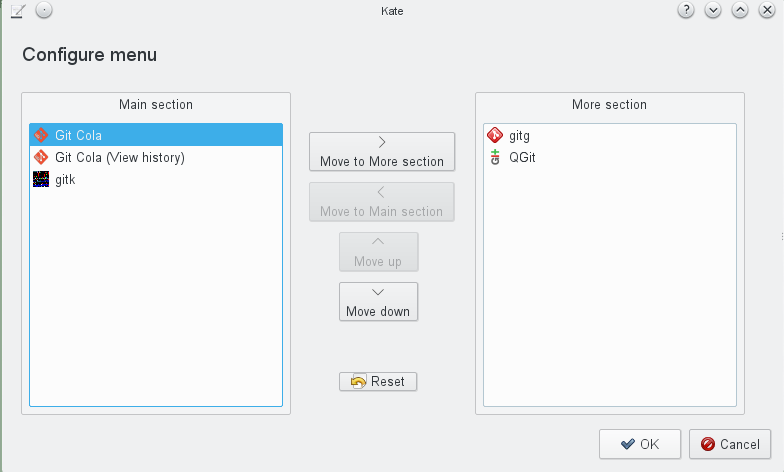 Kate
Configure menu
Main section
Git Cola
Git Cola (View history)
gitk
Move to More section
Move to Main section
Move up
Move down
Reset
More section
gitg
QGit
OK
Cancel